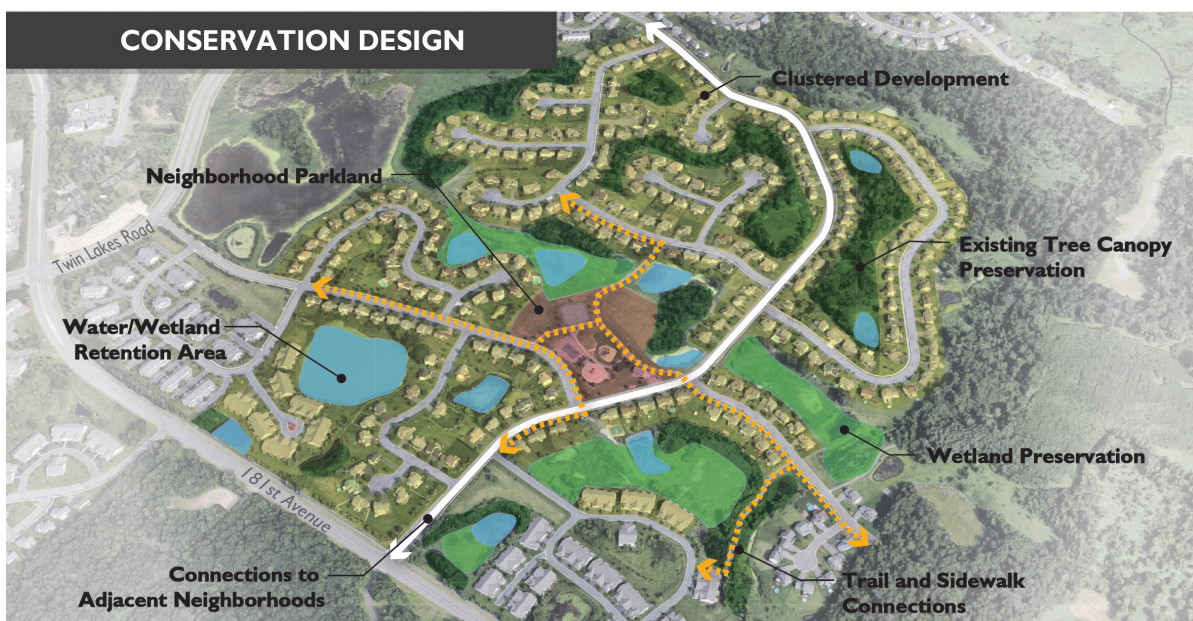 CONSERVATION DESIGN
Clustered Development
Neighborhood Parkland
Twin Lakes Road
Existing Tree Canopy
Preservation
Water/Wetland
Retention Area
Wetland Preservation
181st Avenue
Connections to
Adjacent Neighborhoods
Trail and Sidewalk
Connections